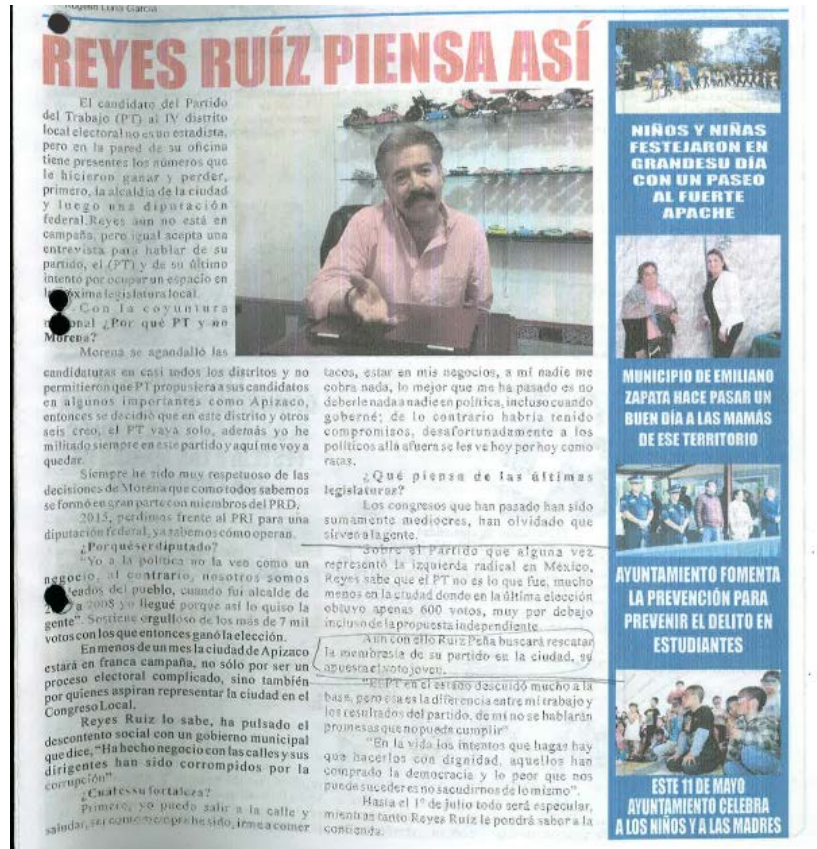 Rogelio Luna García
REYES RUÍZ PIENSA ASÍ
El candidato del Partido
del Trabajo (PT) al IV distrito
local electoral no es un estadista,
pero en la pared de su oficina
tiene presentes los números que
le hicieron ganar y perder,
primero, la alcaldía de la ciudad
y luego una diputación
federal.Reyes aún no está en
campaña, pero igual acepta una
entrevista para hablar de su
partido, el (PT) y de su último
intento por ocupar un espacio en
la próxima legislatura local.
Con la coyuntura
¿Por qué PT y no
Morena?
Morena se agandalló las
candidaturas en casi todos los distritos y no
permitieron que PT propusiera a sus candidatos
en algunos importantes como Apizaco,
entonces se decidió que en este distrito y otros
seis creo, el PT vaya solo, además yo he
militado siempre en este partido y aquí me voy a
quedar.
Siempre he sido muy respetuoso de las
decisiones de Morena que como todos sabemos
se formó en gran parte con miembros del PRD.
2015, perdimos frente al PRI para una
diputación federal, ya sabemos cómo operan.
¿Por qué ser diputado?
"Yo a la política no la veo como un
negocio, al contrario, nosotros somos
del pueblo, cuando fui alcalde de
a 2008 yo llegué porque así lo quiso la
gente". Sostiene orgulloso de los más de 7 mil
votos con los que entonces ganó la elección.
En menos de un mes la ciudad de Apizaco
estará en franca campaña, no sólo por ser un
proceso electoral complicado, sino también
por quienes aspiran representar la ciudad en el
Congreso Local.
Reyes Ruiz lo sabe, ha pulsado el
descontento social con un gobierno municipal
que dice, "Ha hecho negocio con las calles y sus
dirigentes han sido corrompidos por la
corrupción"
¿Cuál es su fortaleza?
Primero, yo puedo salir a la calle y
saludar, ser como siempre he sido, irme a comer
tacos, estar en mis negocios, a mí nadie me
cobra nada, lo mejor que me ha pasado es no
deberle nada a nadie en política, incluso cuando
goberné; de lo contrario habría tenido
compromisos, desafortunadamente a los
políticos allá afuera se les ve hoy por hoy como
ratas.
¿Qué piensa de las últimas
legislaturas?
Los congresos que han pasado han sido
sumamente mediocres, han olvidado que
sirven a la gente.
Sobre el Partido que alguna vez
representó la izquierda radical en México,
Reyes sabe que el PT no es lo que fue, mucho
menos en la ciudad donde en la última elección
obtuvo apenas 600 votos, muy por debajo
incluso de la propuesta independiente.
Aún con ello Ruiz Peña buscará rescatar
la membresía de su partido en la ciudad, su
apuesta el voto joven.
"El PT en el estado descuidó mucho a la
base, pero esa es la diferencia entre mi trabajo y
los resultados del partido, de mí no se hablarán
promesas que no pueda cumplir"
"En la vida los intentos que hagas hay
que hacerlos con dignidad, aquellos han
comprado la democracia y lo peor que nos
puede suceder es no sacudirnos de lo mismo".
Hasta el 1º de julio todo será especular,
mientras tanto Reyes Ruiz le pondrá sabor a la
contienda.
NIÑOS Y NIÑAS
FESTEJARON EN
GRANDESU DÍA
CON UN PASEO
AL FUERTE
APACHE
MUNICIPIO DE EMILIANO
ZAPATA HACE PASAR UN
BUEN DÍA A LAS MAMÁS
DE ESE TERRITORIO
AYUNTAMIENTO FOMENTA
LA PREVENCIÓN PARA
PREVENIR EL DELITO EN
ESTUDIANTES
ESTE 11 DE MAYO
AYUNTAMIENTO CELEBRA
A LOS NIÑOS Y A LAS MADRES